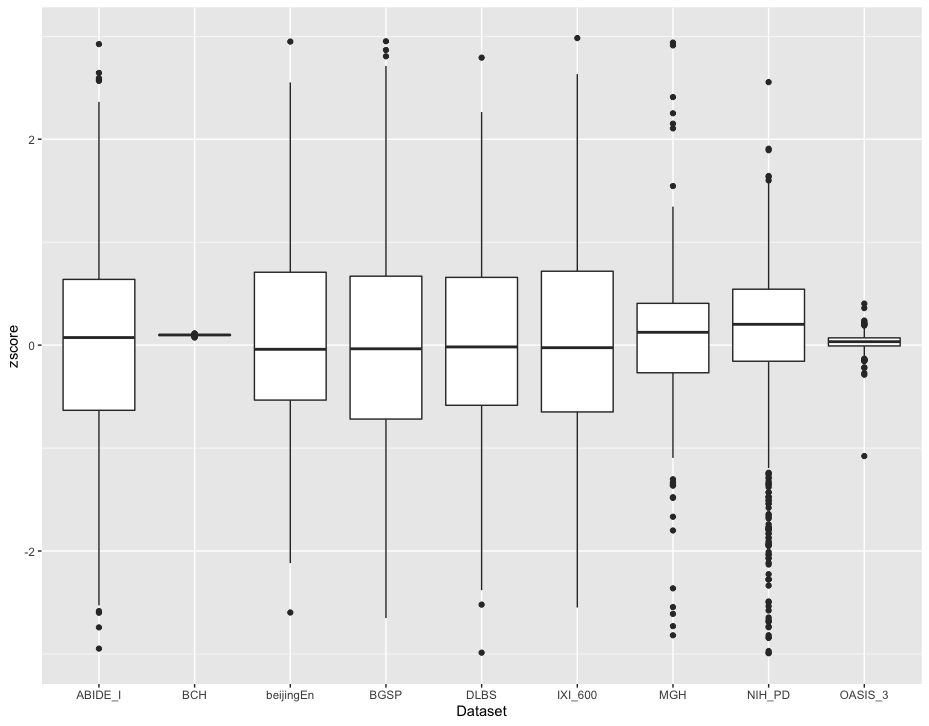 zscore
2
0
-2
ABIDE_I BCH beijingEn BGSP DLBS IXI_600 MGH NIH_PD OASIS_3
Dataset